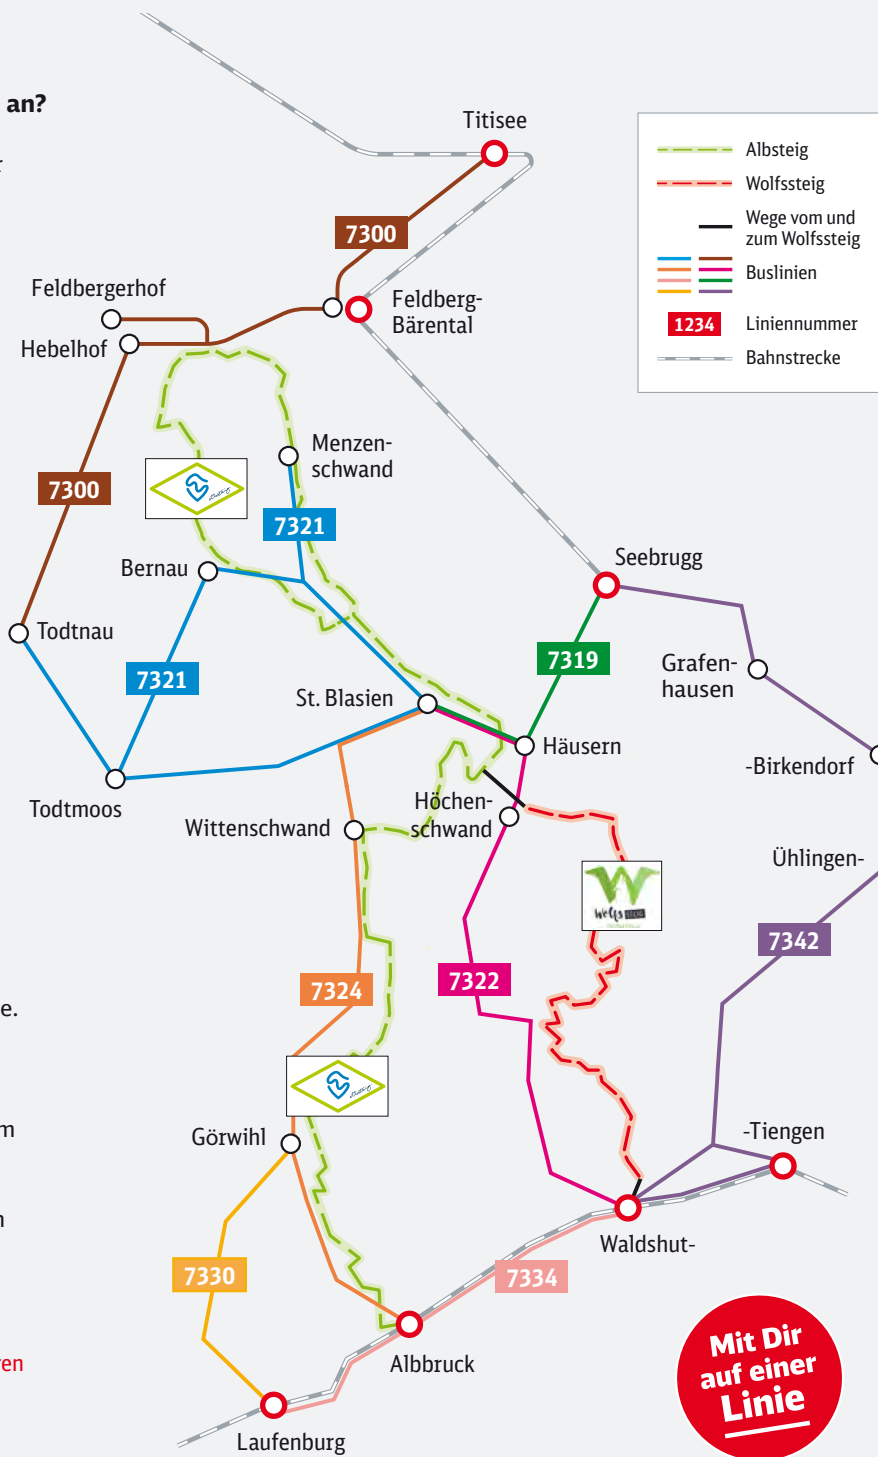 an?
Titisee
Albsteig
Wolfssteig
Wege vom und
zum Wolfssteig
Buslinien
1234 Liniennummer
Bahnstrecke
7300
Feldbergerhof
Feldberg-
Bärental
Hebelhof
Menzen-
schwand
7300
7321
Bernau
Seebrugg
Todtnau
7319
Grafen-
hausen
7321
St. Blasien
Häusern
-Birkendorf
Todtmoos
Höchen-
schwand
Wittenschwand
Ühlingen-
Wolfs
7342
7322
7324
e.
m
Görwihl
-Tiengen
n
Waldshut-
7330
7334
Mit Dir
auf einer
Linie
ren
Albbruck
Laufenburg